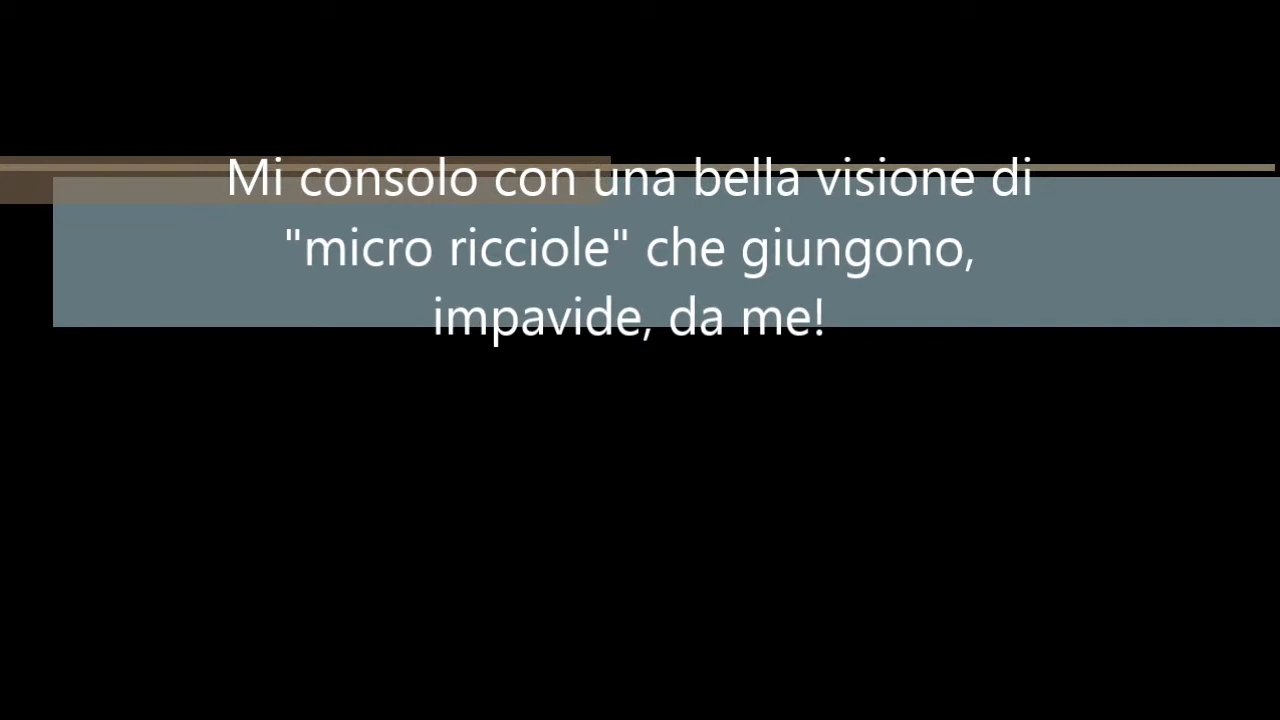 Mi consolo con una bella visione di
"micro ricciole" che giungono,
impavide, da me!